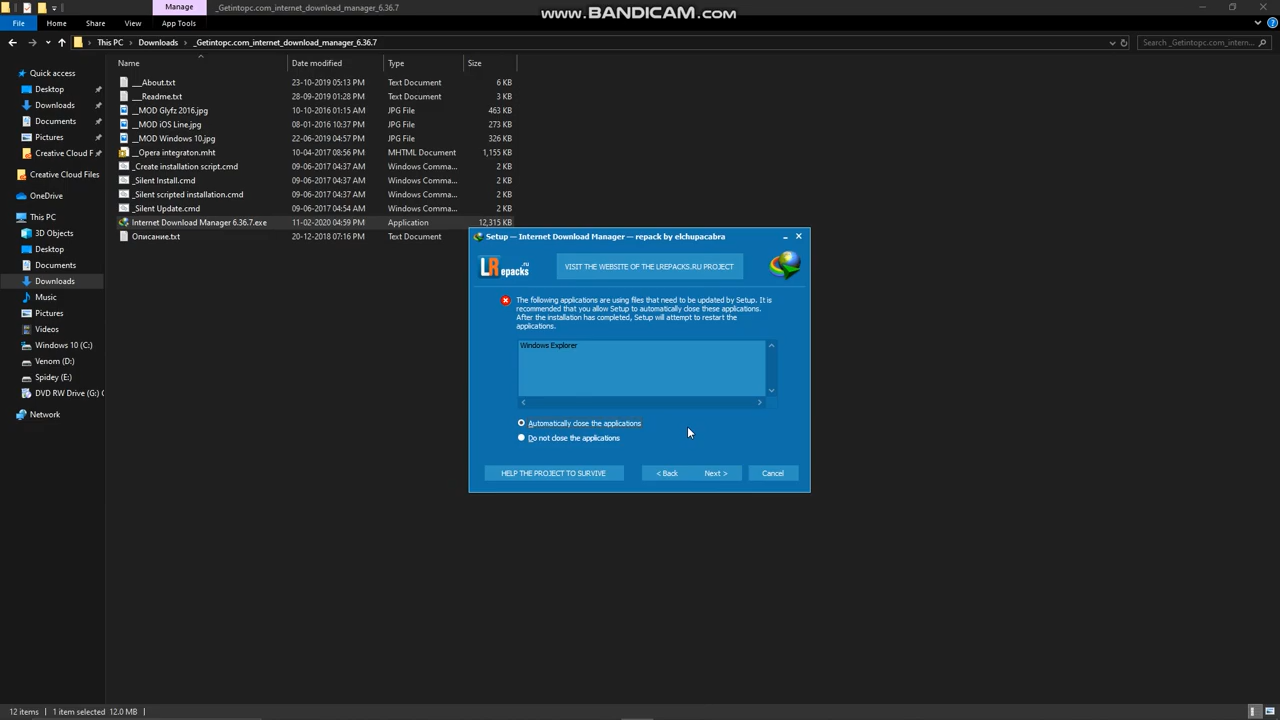 Manage
_Getintopc.com_internet_download_manager_6.36.7
www.BANDICAM.com
File
Home
Share
View
App Tools
This PC
Downloads
_Getintopc.com_internet_download_manager_6.36.7
Search _Getintopc.com_intern...
Name
Date modified
Type
Size
Quick access
Desktop
Downloads
Documents
Pictures
Creative Cloud F
Creative Cloud Files
OneDrive
This PC
3D Objects
Desktop
Documents
Downloads
Music
Pictures
Videos
Windows 10 (C:)
Venom (D:)
Spidey (E:)
DVD RW Drive (G:) (
Network
__About.txt 23-10-2019 05:13 PM Text Document 6 KB
__Readme.txt 28-09-2019 01:28 PM Text Document 3 KB
__MOD Glyfz 2016.jpg 10-10-2016 01:15 AM JPG File 463 KB
__MOD iOS Line.jpg 08-01-2016 10:37 PM JPG File 273 KB
__MOD Windows 10.jpg 22-06-2019 04:57 PM JPG File 326 KB
__Opera integraton.mht 10-04-2017 08:56 PM MHTML Document 1,155 KB
_Create installation script.cmd 09-06-2017 04:37 AM Windows Comma... 2 KB
_Silent Install.cmd 09-06-2017 04:37 AM Windows Comma... 2 KB
_Silent scripted installation.cmd 09-06-2017 04:37 AM Windows Comma... 2 KB
_Silent Update.cmd 09-06-2017 04:54 AM Windows Comma... 2 KB
Internet Download Manager 6.36.7.exe 11-02-2020 04:59 PM Application 12,315 KB
Описание.txt 20-12-2018 07:16 PM Text Document
Setup — Internet Download Manager — repack by elchupacabra
LRepacks.ru
VISIT THE WEBSITE OF THE LREPACKS.RU PROJECT
The following applications are using files that need to be updated by Setup. It is
recommended that you allow Setup to automatically close these applications.
After the installation has completed, Setup will attempt to restart the
applications.
Windows Explorer
Automatically close the applications
Do not close the applications
HELP THE PROJECT TO SURVIVE
< Back
Next >
Cancel
12 items
1 item selected 12.0 MB